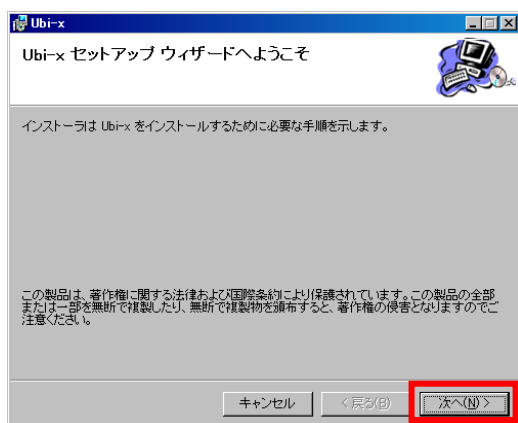 Ubi-x
Ubi-x セットアップ ウィザードへようこそ
インストーラは Ubi-x をインストールするために必要な手順を示します。
この製品は、著作権に関する法律および国際条約により保護されています。この製品の全部
または一部を無断で複製したり、無断で複製物を頒布すると、著作権の侵害となりますのでご
注意ください。
キャンセル < 戻る(B) 次へ(N) >